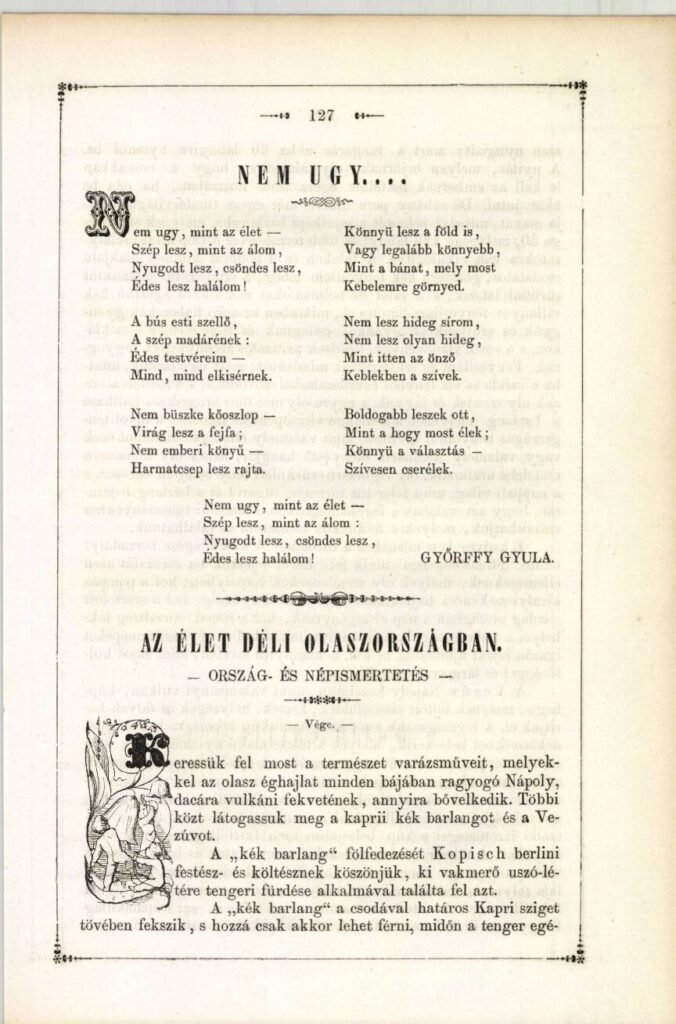 127
NEM UGY....
Nem ugy, mint az élet —
Szép lesz, mint az álom,
Nyugodt lesz, csöndes lesz,
Édes lesz halálom!
A bús esti szellő,
A szép madárének:
Édes testvéreim —
Mind, mind elkisérnek.
Nem büszke kőoszlop —
Virág lesz a fejfa;
Nem emberi könyű —
Harmatcsep lesz rajta.
Könnyü lesz a föld is,
Vagy legalább könnyebb,
Mint a bánat, mely most
Kebelemre görnyed.
Nem lesz hideg sírom,
Nem lesz olyan hideg,
Mint itten az önző
Keblekben a szívek.
Boldogabb leszek ott,
Mint a hogy most élek;
Könnyü a választás —
Szívesen cserélek.
Nem ugy, mint az élet —
Szép lesz, mint az álom:
Nyugodt lesz, csöndes lesz,
Édes lesz halálom!
GYŐRFFY GYULA.
AZ ÉLET DÉLI OLASZORSZÁGBAN.
— ORSZÁG- ÉS NÉPISMERTETÉS —
— Vége. —
Keressük fel most a természet varázsműveit, melyek-
kel az olasz éghajlat minden bájában ragyogó Nápoly,
dacára vulkáni fekvetének, annyira bővelkedik. Többi
közt látogassuk meg a kaprii kék barlangot és a Ve-
zúvot.
A „kék barlang“ fölfedezését Kopisch berlini
festész- és költésznek köszönjük, ki vakmerő uszó-lé-
tére tengeri fürdése alkalmával találta fel azt.
A „kék barlang“ a csodával határos Kapri sziget
tövében fekszik, s hozzá csak akkor lehet férni, midőn a tenger egé-